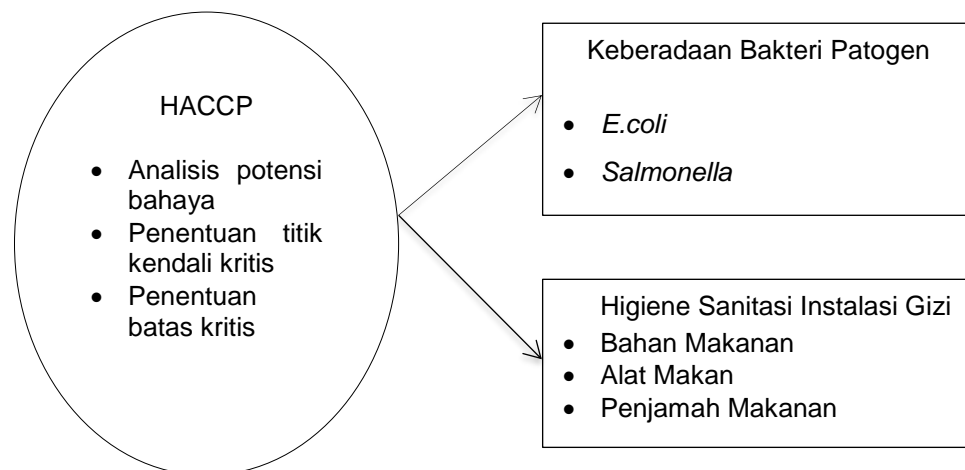 HACCP
• Analisis potensi
bahaya
• Penentuan titik
kendali kritis
• Penentuan
batas kritis
Keberadaan Bakteri Patogen
• E.coli
• Salmonella
Higiene Sanitasi Instalasi Gizi
• Bahan Makanan
• Alat Makan
• Penjamah Makanan